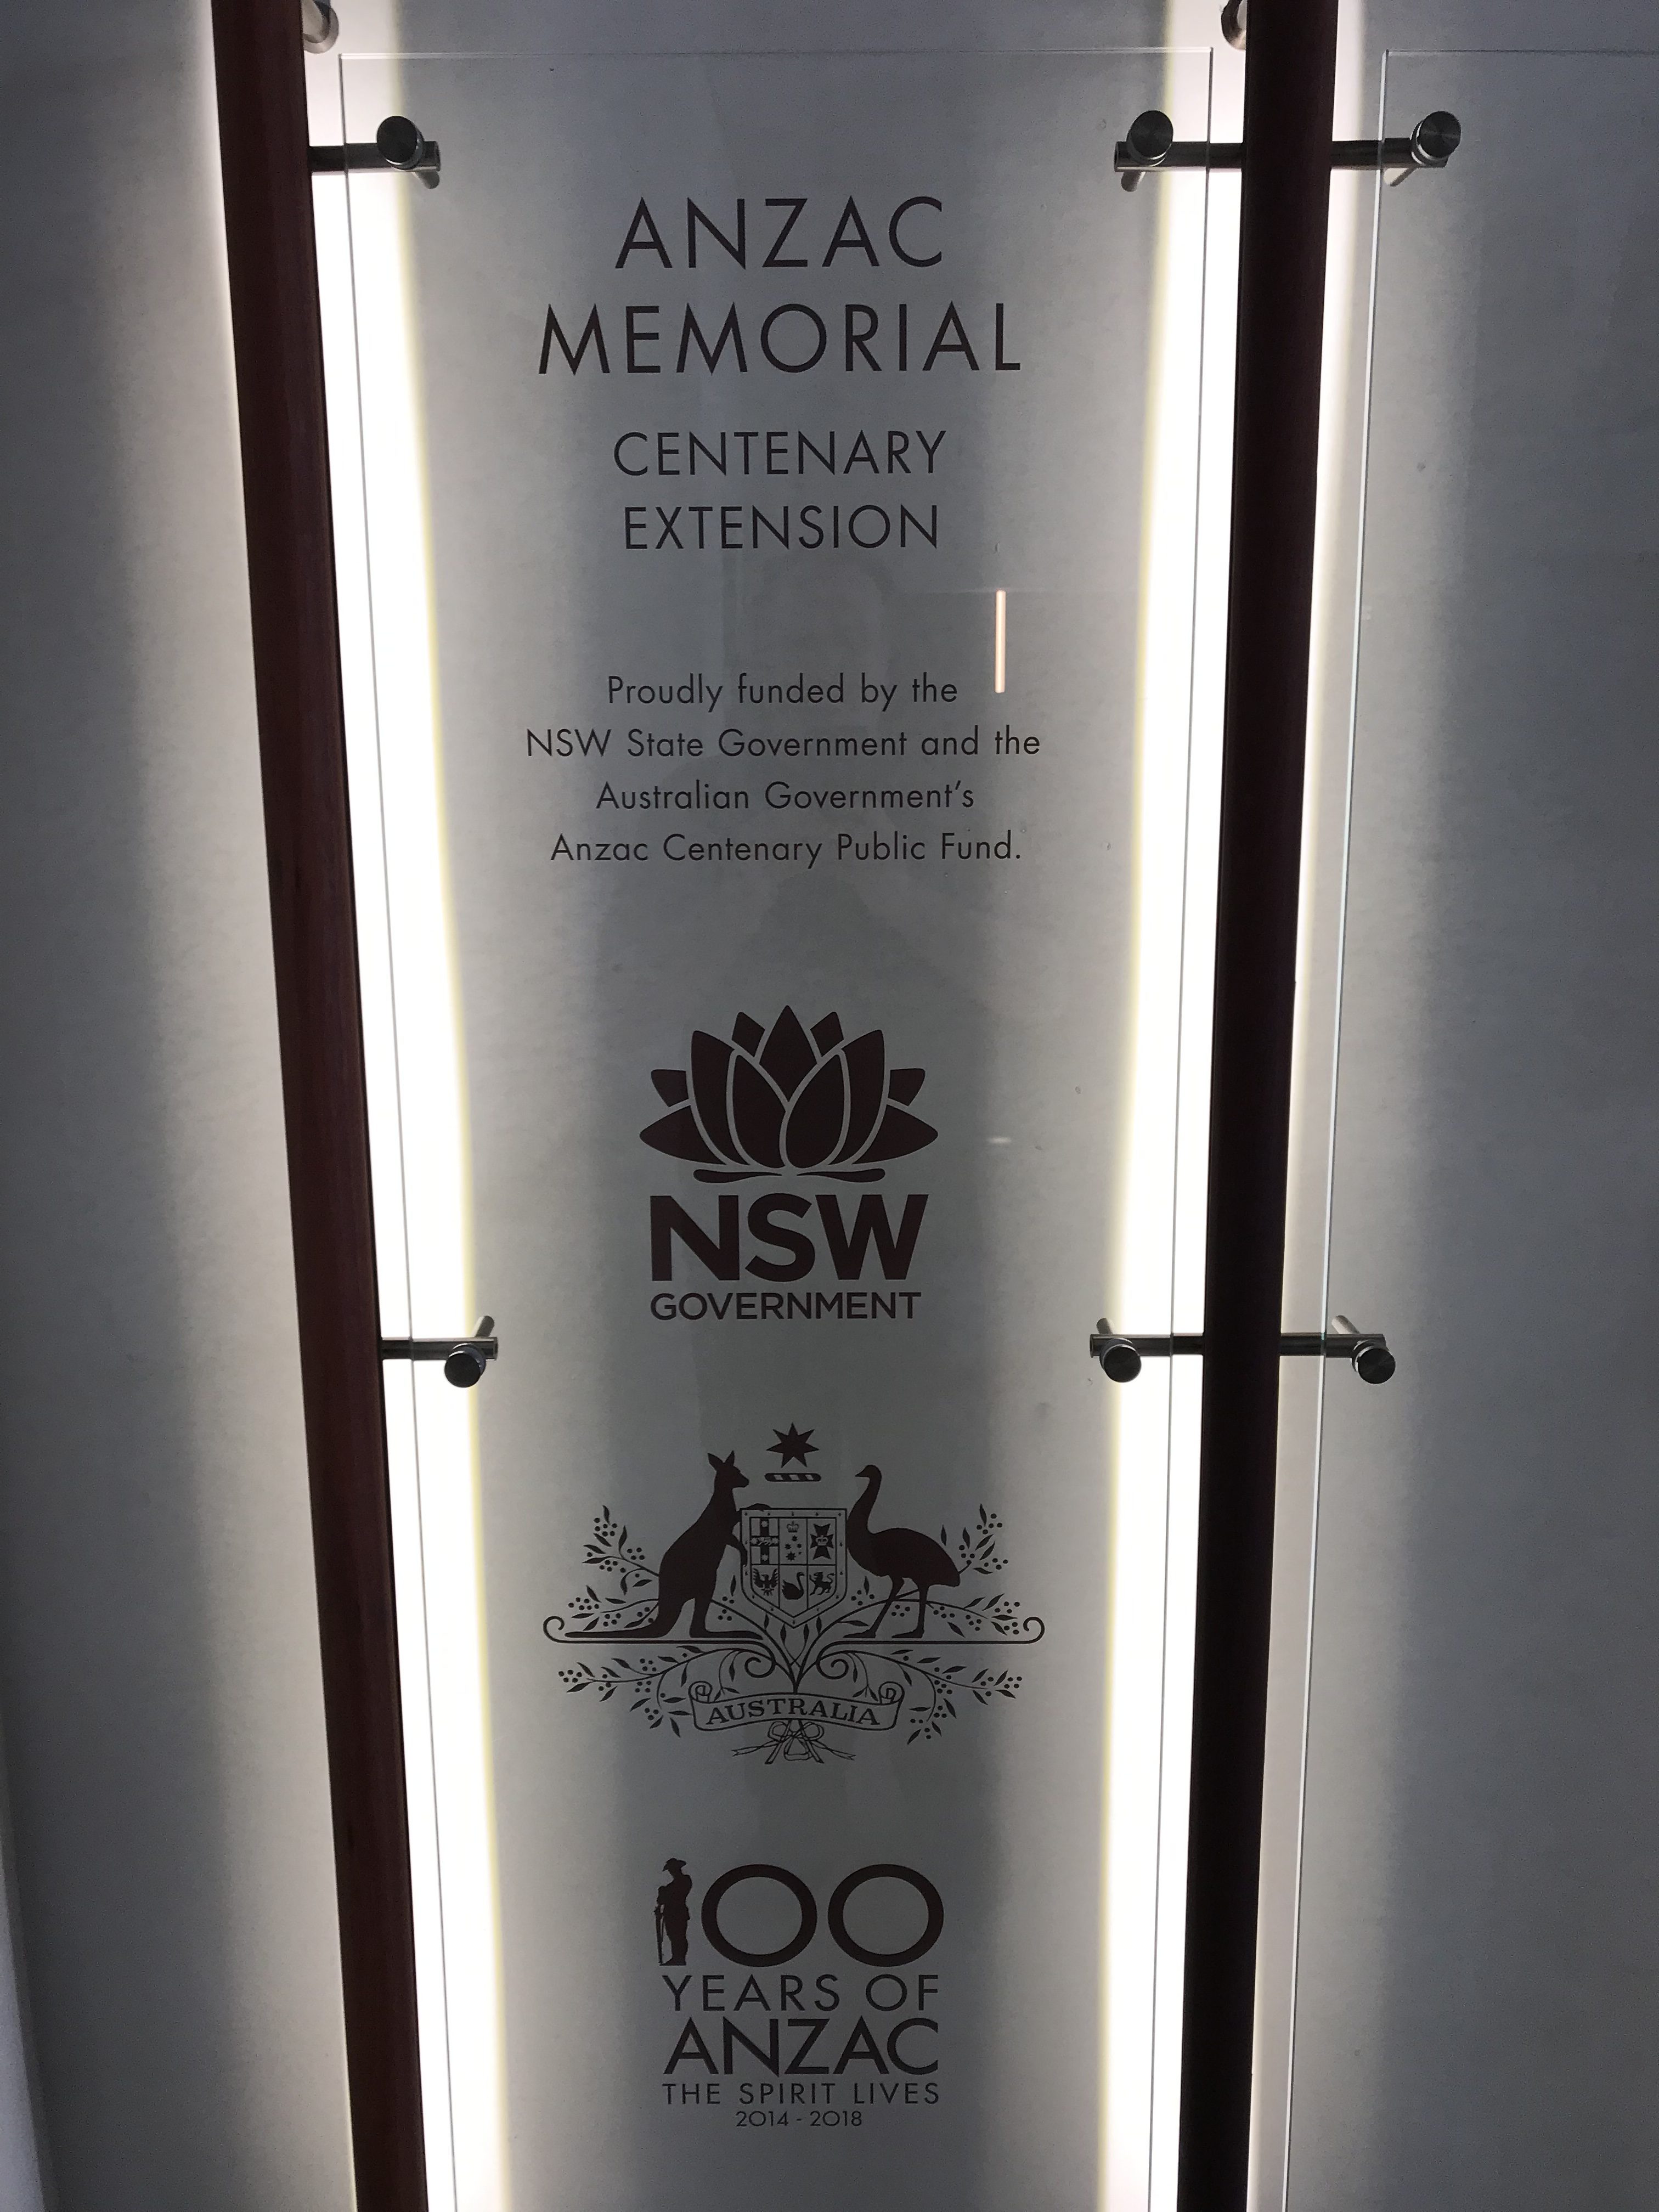 ANZAC
MEMORIAL
CENTENARY
EXTENSION
Proudly funded by the
NSW State Government and the
Australian Government's
Anzac Centenary Public Fund.
NSW
GOVERNMENT
AUSTRALIA
100
YEARS OF
ANZAC
THE SPIRIT LIVES
2014 - 2018